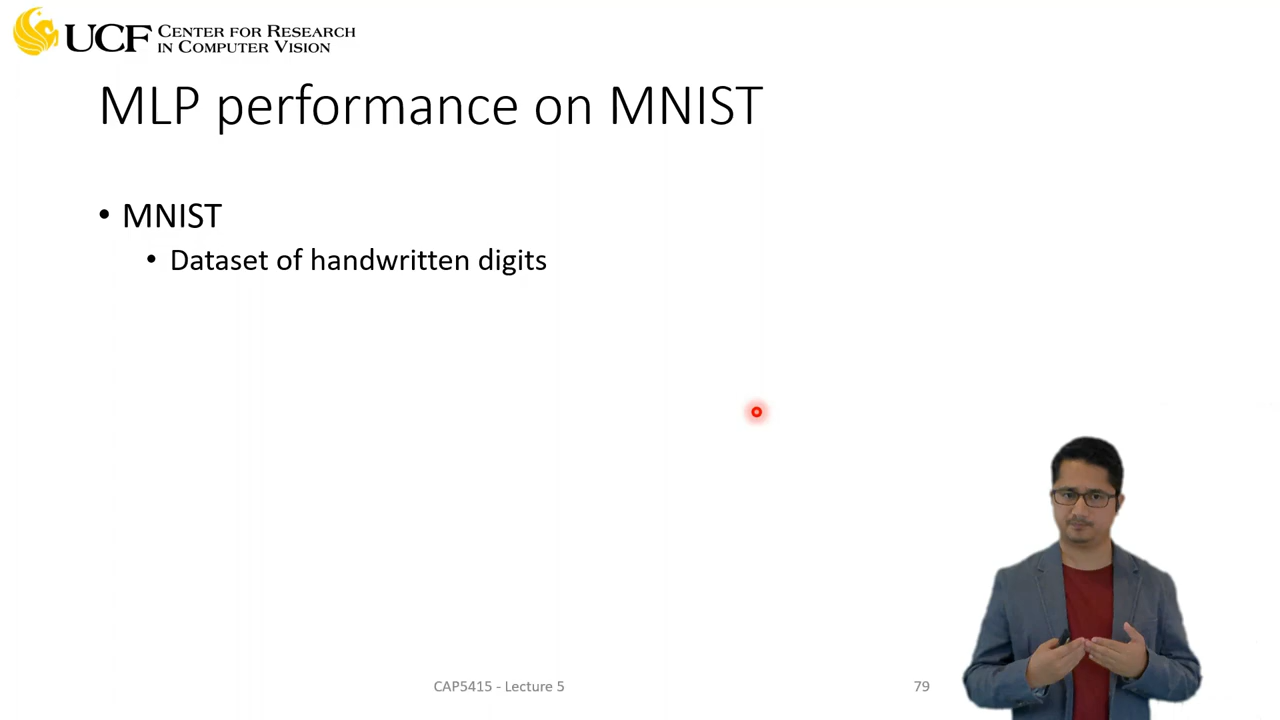 UCF CENTER FOR RESEARCH
IN COMPUTER VISION
MLP performance on MNIST
• MNIST
• Dataset of handwritten digits
CAP5415 - Lecture 5
79